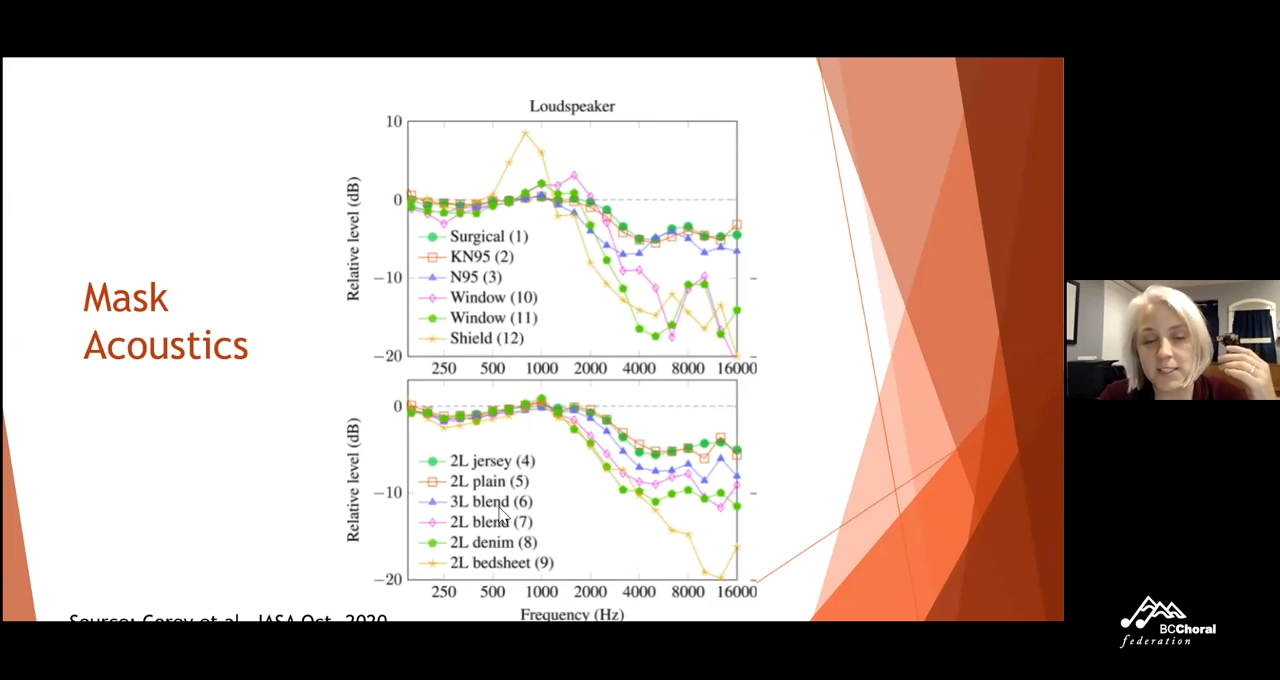 Mask
Acoustics
Loudspeaker
Relative level (dB)
10
0
−10
−20
Surgical (1)
KN95 (2)
N95 (3)
Window (10)
Window (11)
Shield (12)
250 500 1000 2000 4000 8000 16000
Relative level (dB)
0
−10
−20
2L jersey (4)
2L plain (5)
3L blend (6)
2L blend (7)
2L denim (8)
2L bedsheet (9)
250 500 1000 2000 4000 8000 16000
Frequency (Hz)
Source: Corey et al. JASA Oct. 2020
BCChoral
federation